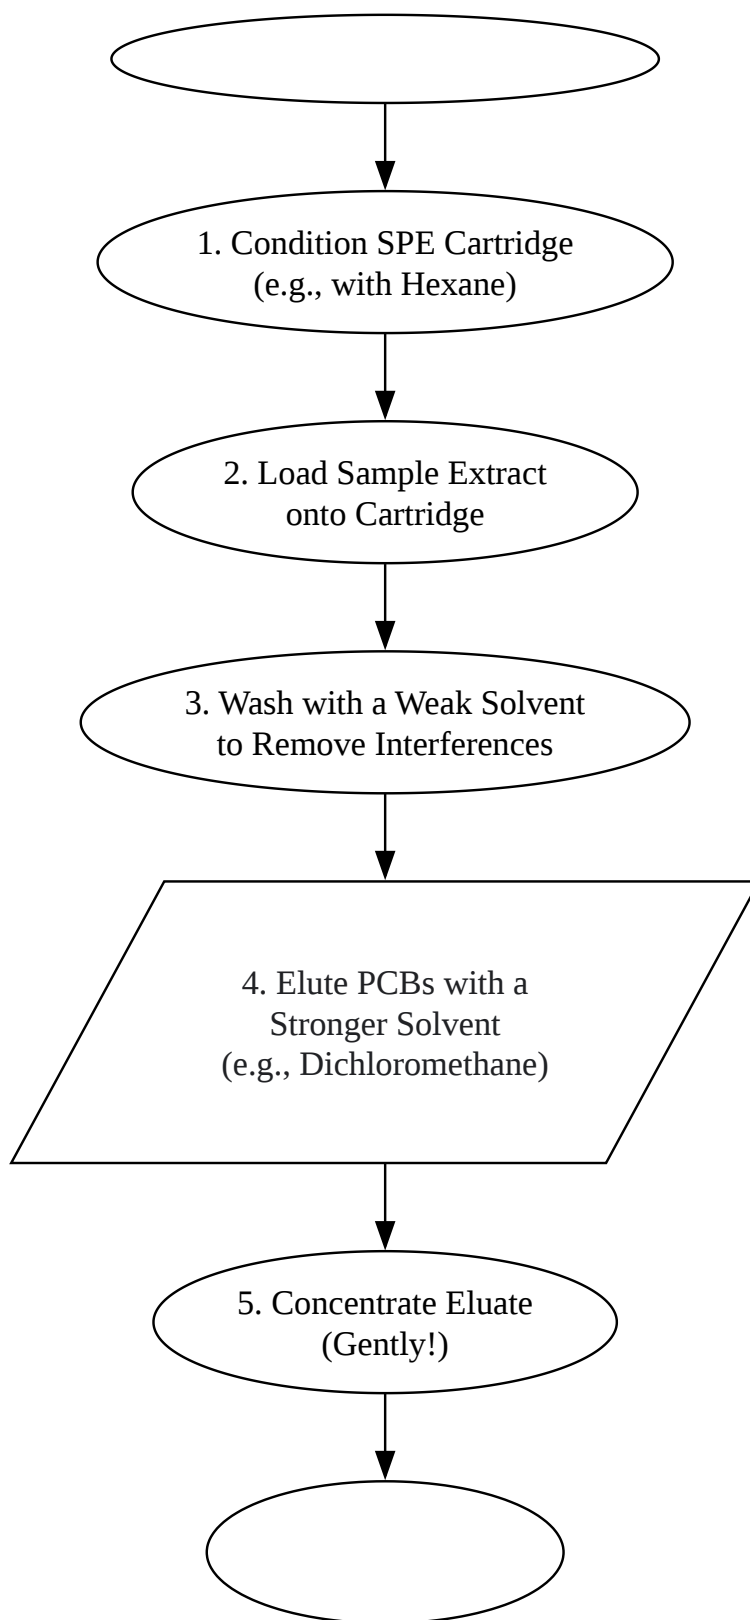 1. Condition SPE Cartridge
(e.g., with Hexane)
2. Load Sample Extract
onto Cartridge
3. Wash with a Weak Solvent
to Remove Interferences
4. Elute PCBs with a
Stronger Solvent
(e.g., Dichloromethane)
5. Concentrate Eluate
(Gently!)